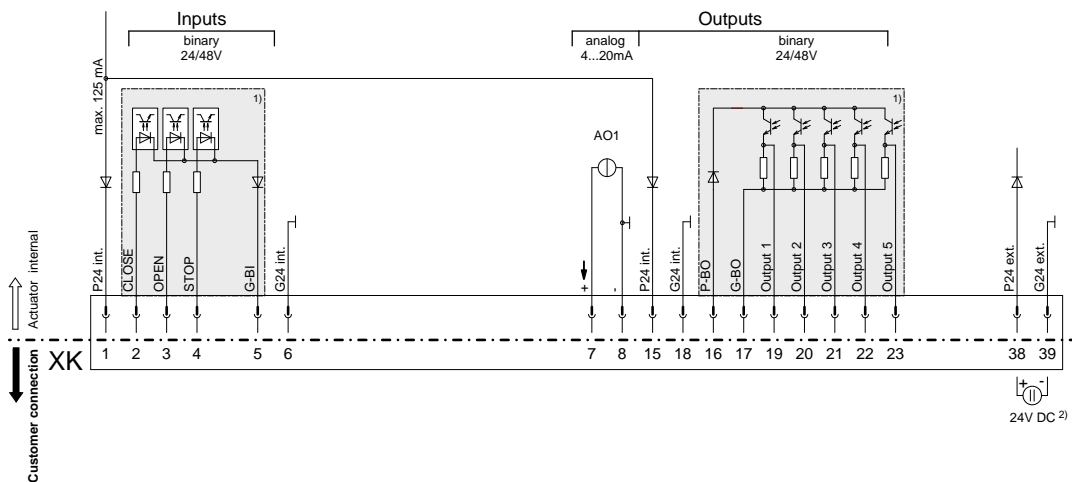 Inputs
Outputs
binary
24/48V
analog
4...20mA
binary
24/48V
max. 125 mA
1)
1)
AO1
P24 int.
CLOSE
OPEN
STOP
G-BI
G24 int.
+
-
P24 int.
G24 int.
P-BO
G-BO
Output 1
Output 2
Output 3
Output 4
Output 5
P24 ext.
G24 ext.
Actuator internal
XK
1 2 3 4 5 6 7 8 15 18 16 17 19 20 21 22 23 38 39
Customer connection
+ -
24V DC 2)